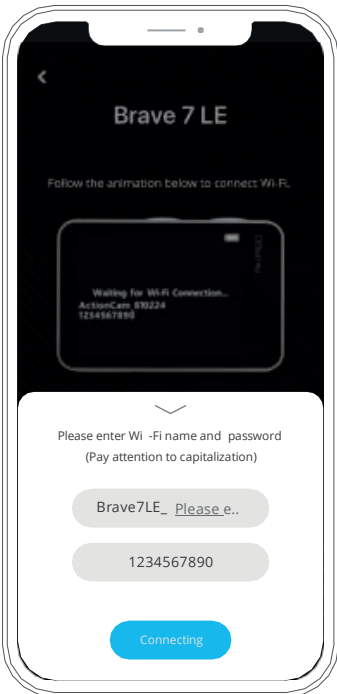 Brave 7 LE
Follow the animation below to connect Wi-Fi.
Waiting for Wi-Fi Connection...
ActionCam 810224
1234567890
Please enter Wi -Fi name and password
(Pay attention to capitalization)
Brave7LE_ Please e..
1234567890
Connecting